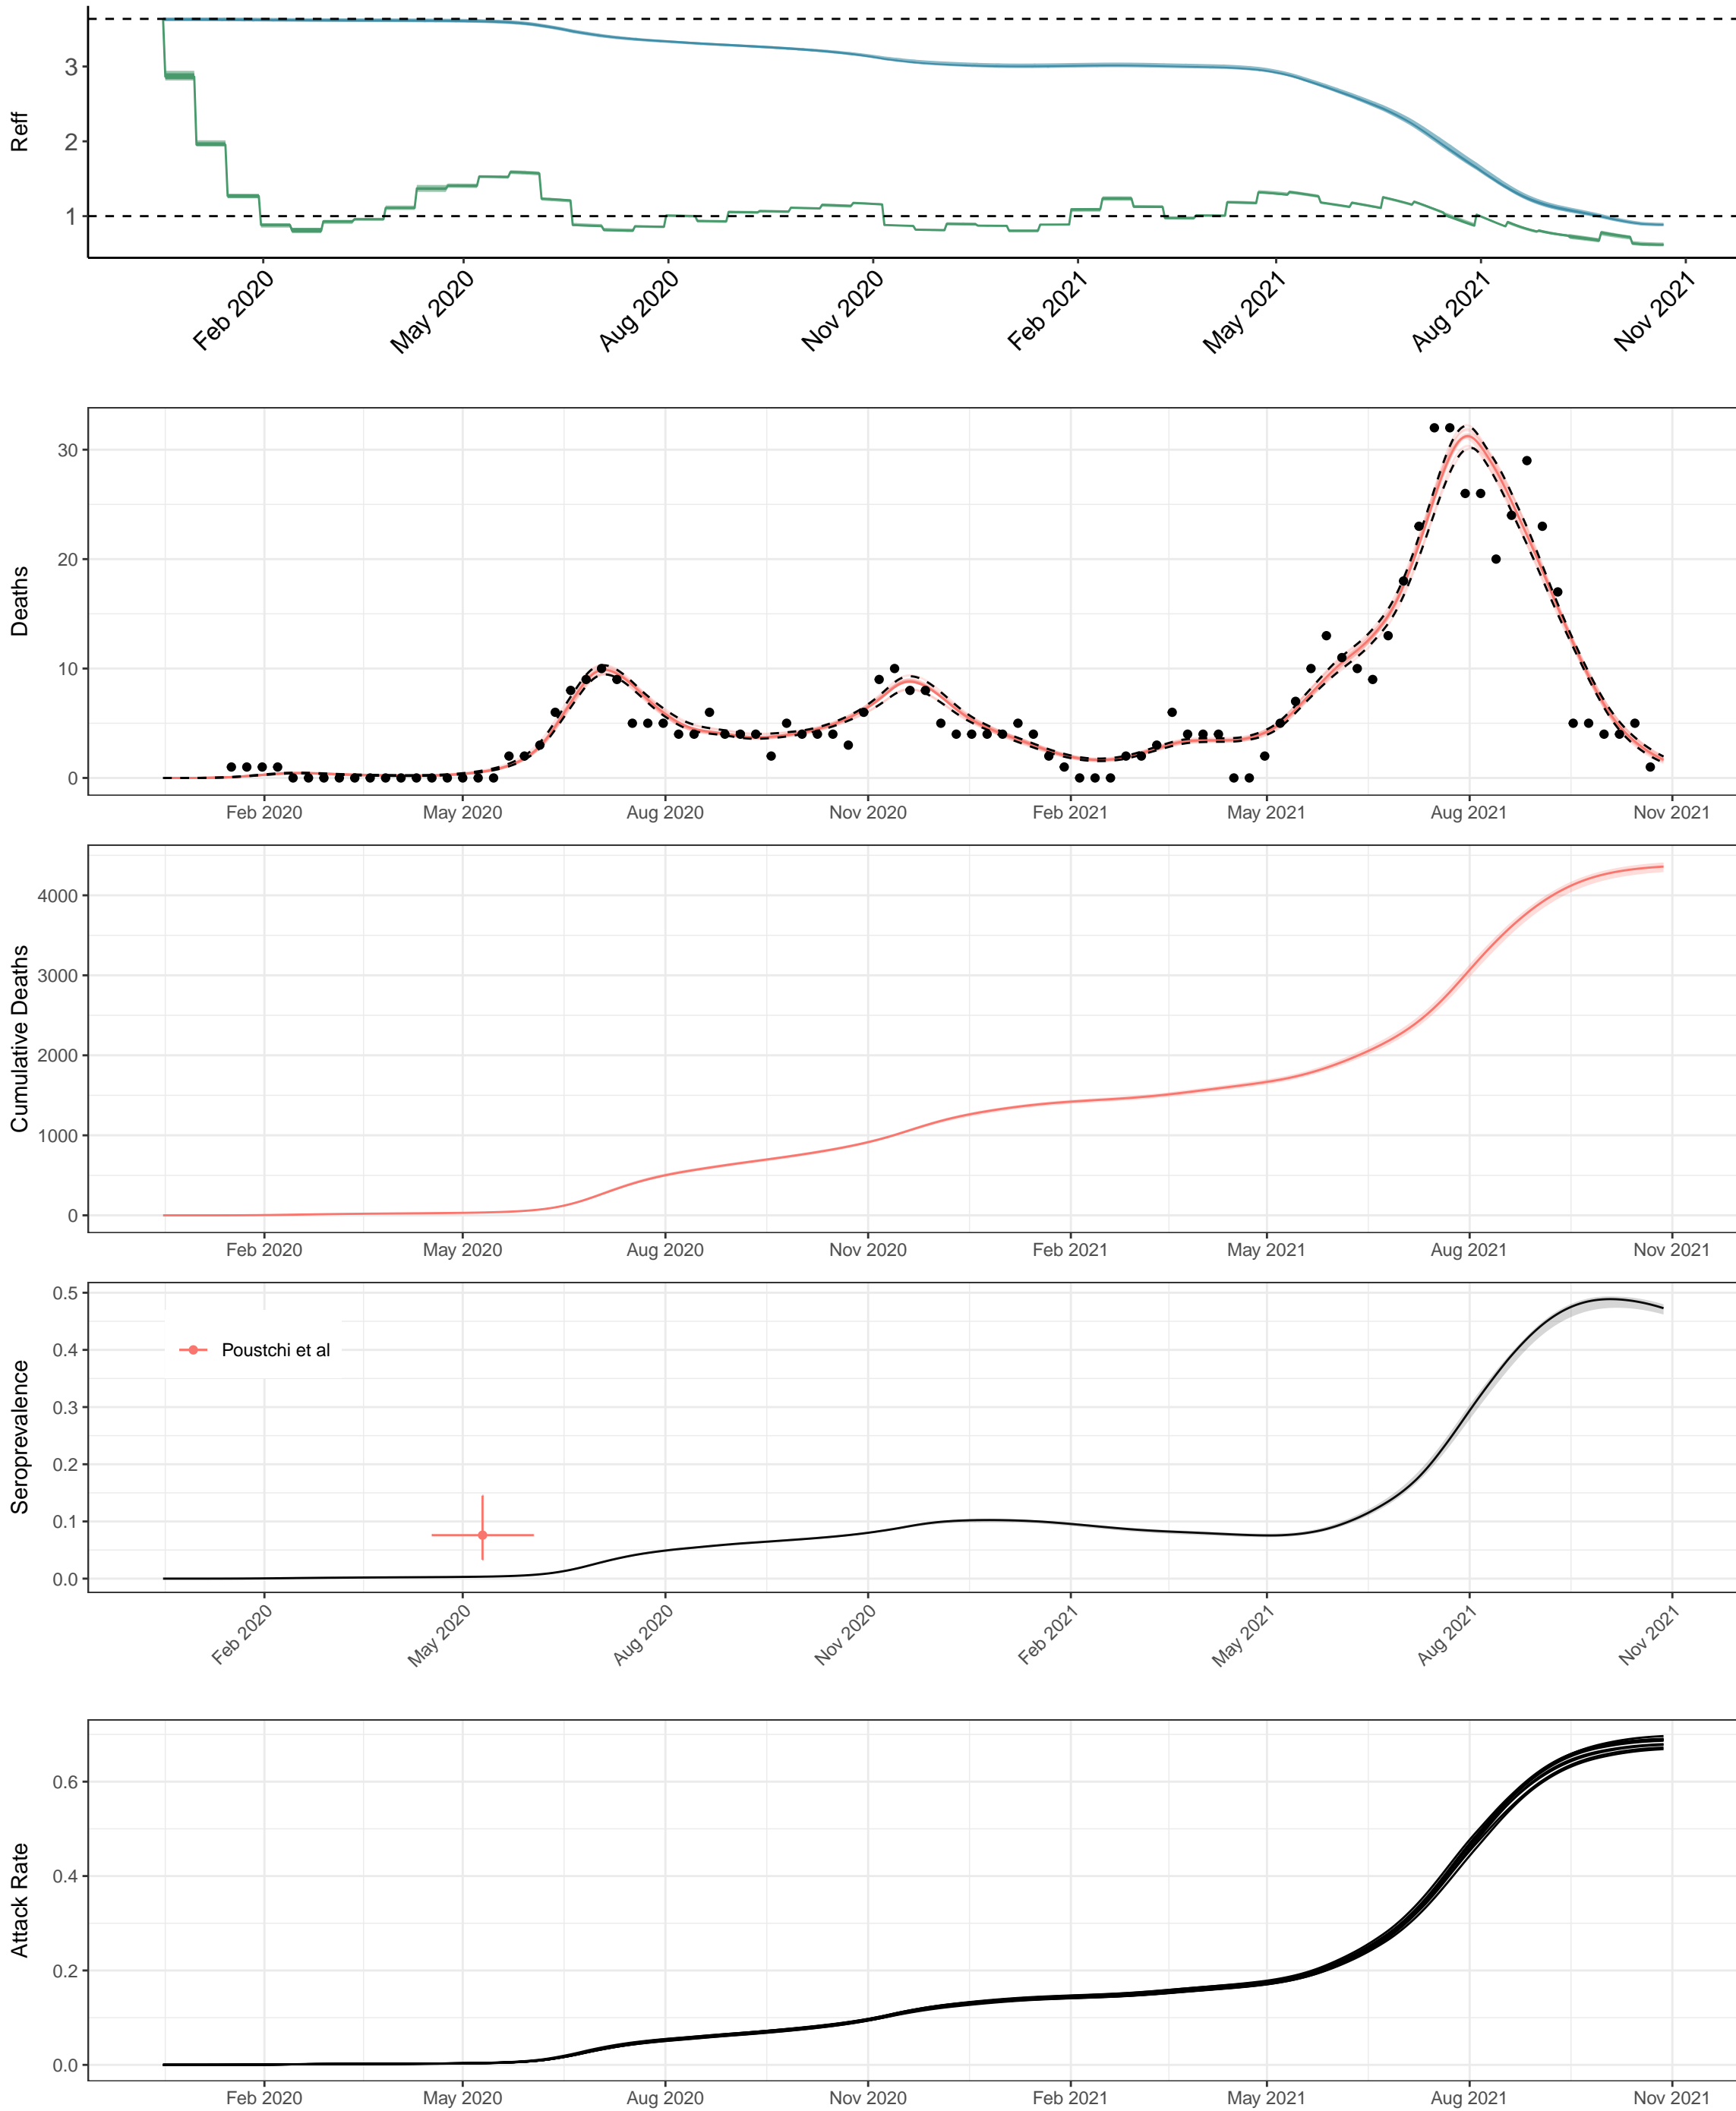 Reff
3
2
1
Feb 2020
May 2020
Aug 2020
Nov 2020
Feb 2021
May 2021
Aug 2021
Nov 2021
Deaths
30
20
10
0
Feb 2020
May 2020
Aug 2020
Nov 2020
Feb 2021
May 2021
Aug 2021
Nov 2021
Cumulative Deaths
4000
3000
2000
1000
0
Feb 2020
May 2020
Aug 2020
Nov 2020
Feb 2021
May 2021
Aug 2021
Nov 2021
Seroprevalence
0.5
0.4
0.3
0.2
0.1
0.0
Poustchi et al
Feb 2020
May 2020
Aug 2020
Nov 2020
Feb 2021
May 2021
Aug 2021
Nov 2021
Attack Rate
0.6
0.4
0.2
0.0
Feb 2020
May 2020
Aug 2020
Nov 2020
Feb 2021
May 2021
Aug 2021
Nov 2021